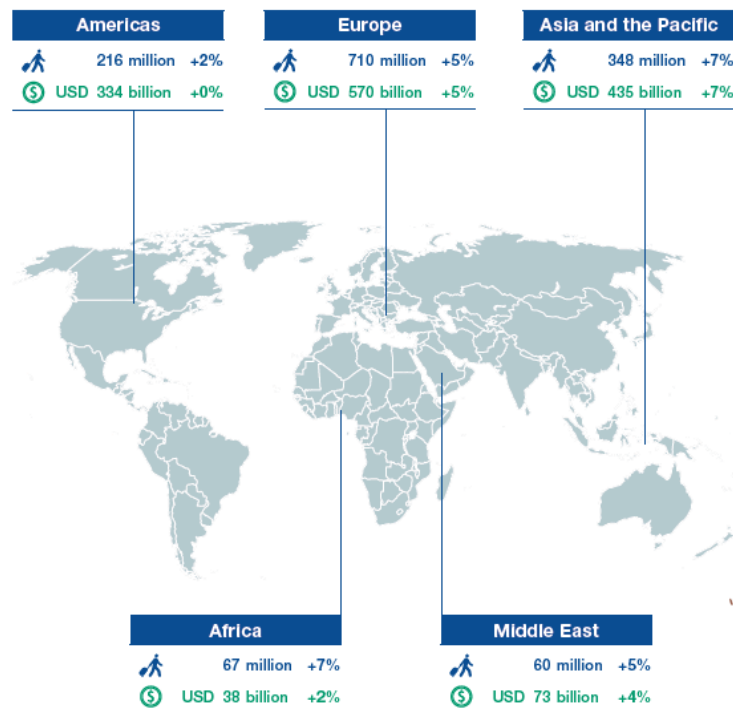 Americas
216 million +2%
USD 334 billion +0%
Europe
710 million +5%
USD 570 billion +5%
Asia and the Pacific
348 million +7%
USD 435 billion +7%
Africa
67 million +7%
USD 38 billion +2%
Middle East
60 million +5%
USD 73 billion +4%